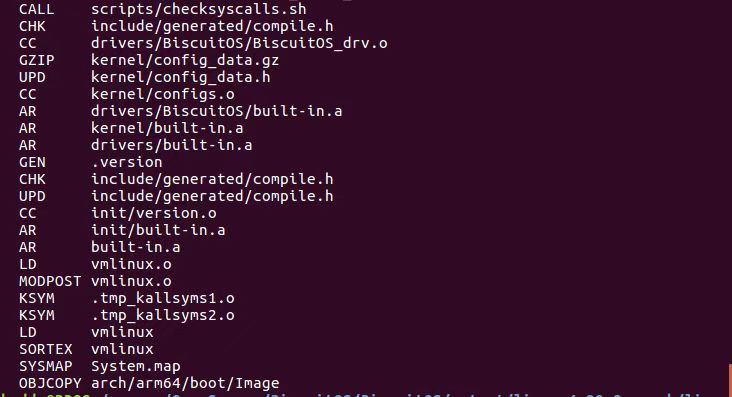 CALL scripts/checksyscalls.sh
CHK include/generated/compile.h
CC drivers/BiscuitOS/BiscuitOS_drv.o
GZIP kernel/config_data.gz
UPD kernel/config_data.h
CC kernel/configs.o
AR drivers/BiscuitOS/built-in.a
AR kernel/built-in.a
AR drivers/built-in.a
GEN .version
CHK include/generated/compile.h
UPD include/generated/compile.h
CC init/version.o
AR init/built-in.a
AR built-in.a
LD vmlinux.o
MODPOST vmlinux.o
KSYM .tmp_kallsyms1.o
KSYM .tmp_kallsyms2.o
LD vmlinux
SORTEX vmlinux
SYSMAP System.map
OBJCOPY arch/arm64/boot/Image